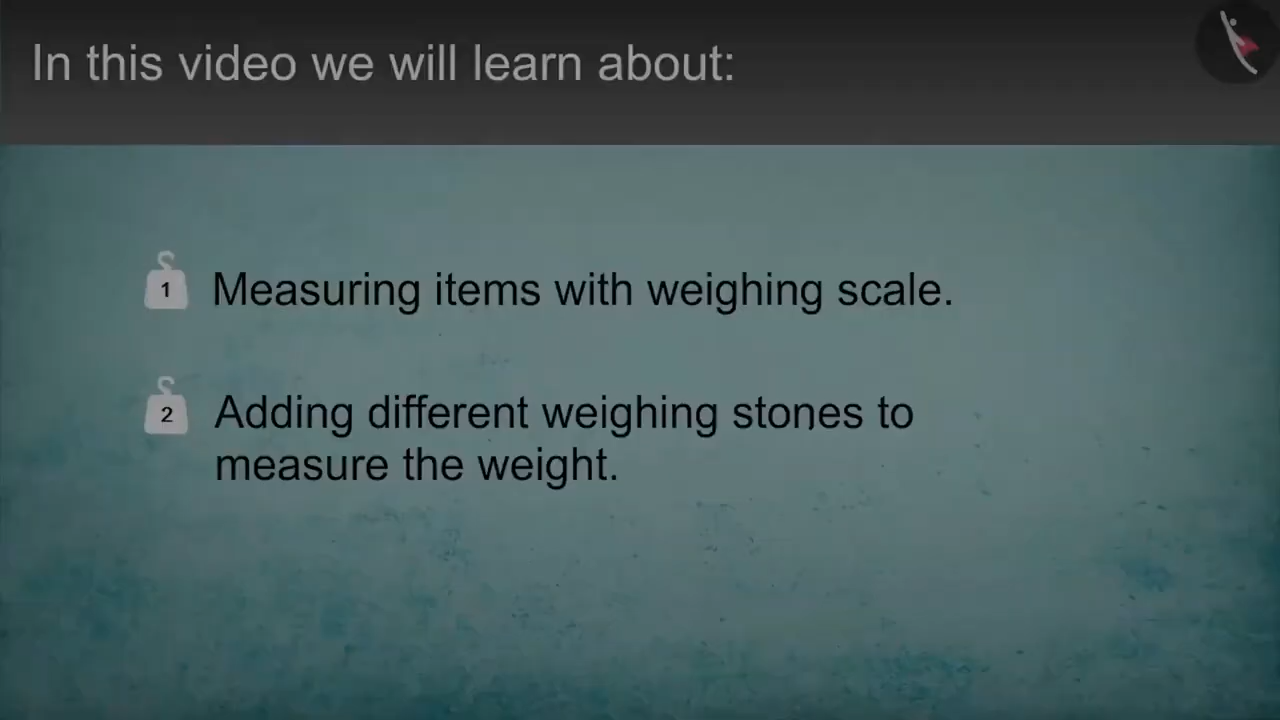 In this video we will learn about:
1 Measuring items with weighing scale.
2 Adding different weighing stones to
measure the weight.